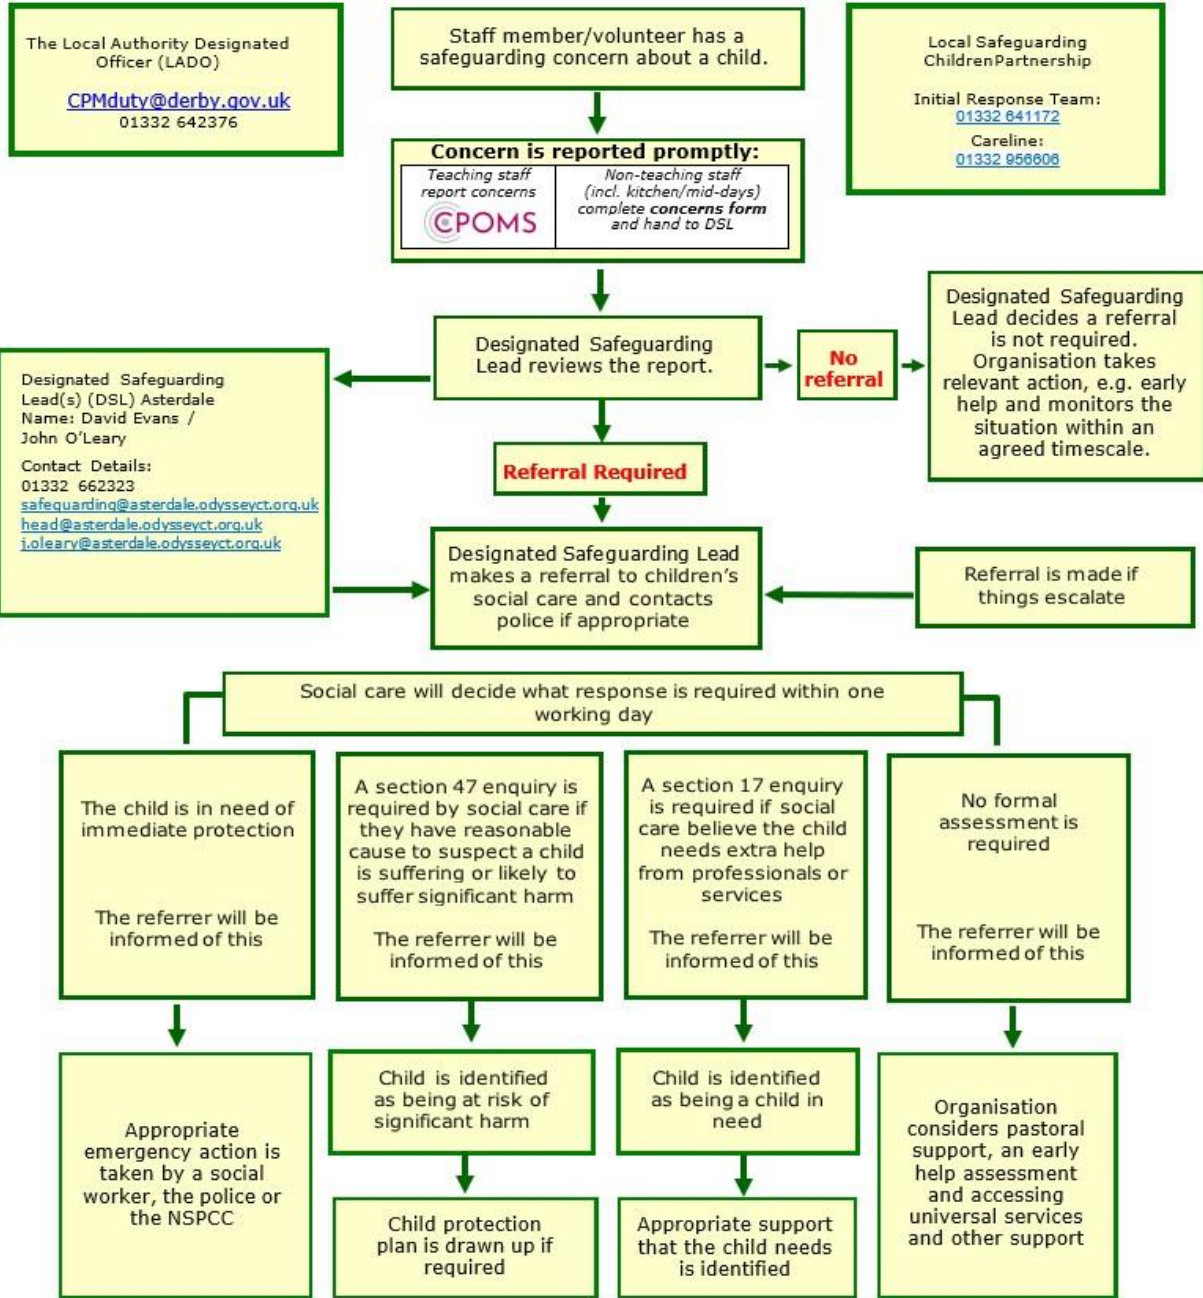 The Local Authority Designated
Officer (LADO)
CPMduty@derby.gov.uk
01332 642376
Staff member/volunteer has a
safeguarding concern about a child.
Local Safeguarding
ChildrenPartnership
Initial Response Team:
01332 641172
Careline:
01332 956606
Concern is reported promptly:
Teaching staff
report concerns
CPOMS
Non-teaching staff
(incl. kitchen/mid-days)
complete concerns form
and hand to DSL
Designated Safeguarding
Lead reviews the report.
No
referral
Designated Safeguarding
Lead decides a referral
is not required.
Organisation takes
relevant action, e.g. early
help and monitors the
situation within an
agreed timescale.
Designated Safeguarding
Lead(s) (DSL) Asterdale
Name: David Evans /
John O'Leary
Contact Details:
01332 662323
safeguarding@asterdale.odysseyct.org.uk
head@asterdale.odysseyct.org.uk
j.oleary@asterdale.odysseyct.org.uk
Referral Required
Designated Safeguarding Lead
makes a referral to children's
social care and contacts
police if appropriate
Referral is made if
things escalate
Social care will decide what response is required within one
working day
The child is in need of
immediate protection
The referrer will be
informed of this
A section 47 enquiry is
required by social care if
they have reasonable
cause to suspect a child
is suffering or likely to
suffer significant harm
The referrer will be
informed of this
A section 17 enquiry
is required if social
care believe the child
needs extra help
from professionals or
services
The referrer will be
informed of this
No formal
assessment is
required
The referrer will be
informed of this
Appropriate
emergency action is
taken by a social
worker, the police or
the NSPCC
Child is identified
as being at risk of
significant harm
Child protection
plan is drawn up if
required
Child is identified
as being a child in
need
Appropriate support
that the child needs
is identified
Organisation
considers pastoral
support, an early
help assessment
and accessing
universal services
and other support